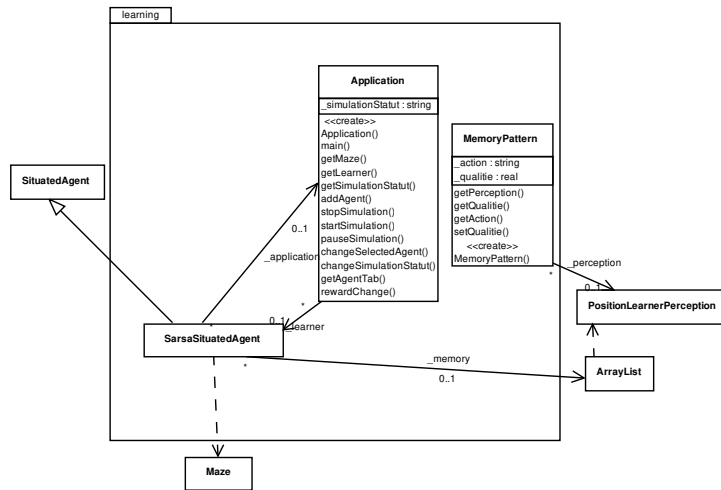 learning
Application
_simulationStatut : string
<<create>>
Application()
main()
getMaze()
getLearner()
getSimulationStatut()
addAgent()
stopSimulation()
startSimulation()
pauseSimulation()
changeSelectedAgent()
changeSimulationStatut()
getAgentTab()
rewardChange()
MemoryPattern
_action : string
_qualitie : real
getPerception()
getQualitie()
getAction()
setQualitie()
<<create>>
MemoryPattern()
SituatedAgent
0..1
_application
*
_perception
*
0..1
PositionLearnerPerception
*
0..1
_learner
SarsaSituatedAgent
*
_memory
0..1
ArrayList
Maze